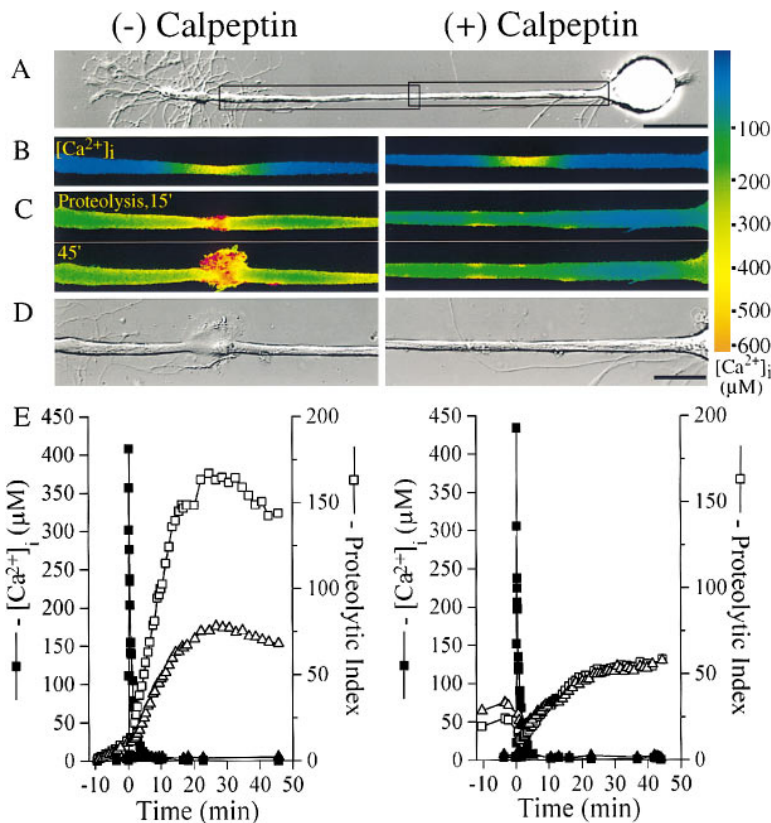 (-) Calpeptin
(+) Calpeptin
A
B
[Ca²⁺]i
C
Proteolysis,15'
45'
D
100
200
300
400
500
600
[Ca²⁺]i
(µM)
E
450
400
350
300
250
200
150
100
50
0
-■- [Ca²⁺]i (µM)
200
150
100
75
50
0
-□- Proteolytic Index
-10 0 10 20 30 40 50
Time (min)
450
400
350
300
250
200
150
100
50
0
-■- [Ca²⁺]i (µM)
200
150
100
50
0
-□- Proteolytic Index
-10 0 10 20 30 40 50
Time (min)